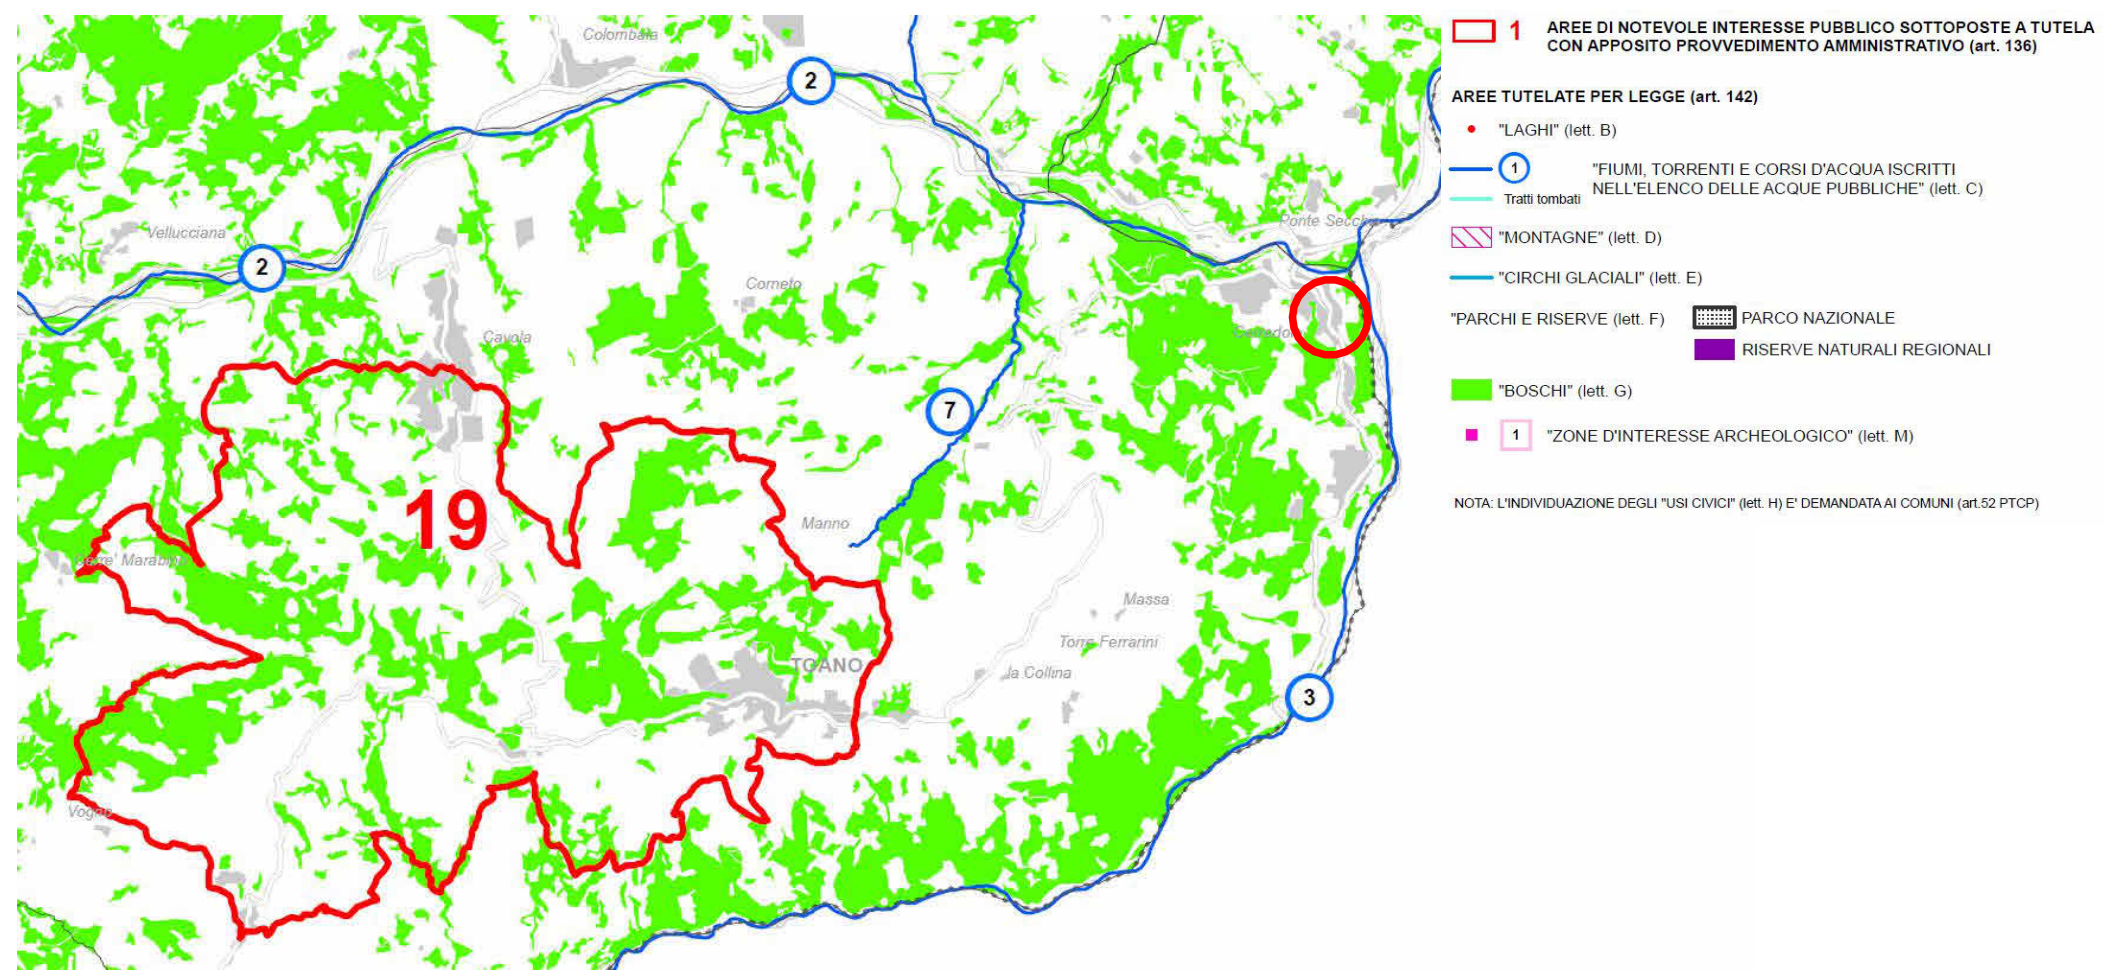 Colombaia
2
Vellucciana
2
Ponte Secchia
Corneto
Cavola
7
19
Manno
Cerre' Marabino
Massa
Torre Ferrarini
TOANO
la Collina
3
Vogno
1 AREE DI NOTEVOLE INTERESSE PUBBLICO SOTTOPOSTE A TUTELA
CON APPOSITO PROVVEDIMENTO AMMINISTRATIVO (art. 136)
AREE TUTELATE PER LEGGE (art. 142)
"LAGHI" (lett. B)
1 "FIUMI, TORRENTI E CORSI D'ACQUA ISCRITTI
NELL'ELENCO DELLE ACQUE PUBBLICHE" (lett. C)
Tratti tombati
"MONTAGNE" (lett. D)
"CIRCHI GLACIALI" (lett. E)
"PARCHI E RISERVE (lett. F) PARCO NAZIONALE
RISERVE NATURALI REGIONALI
"BOSCHI" (lett. G)
1 "ZONE D'INTERESSE ARCHEOLOGICO" (lett. M)
NOTA: L'INDIVIDUAZIONE DEGLI "USI CIVICI" (lett. H) E' DEMANDATA AI COMUNI (art.52 PTCP)